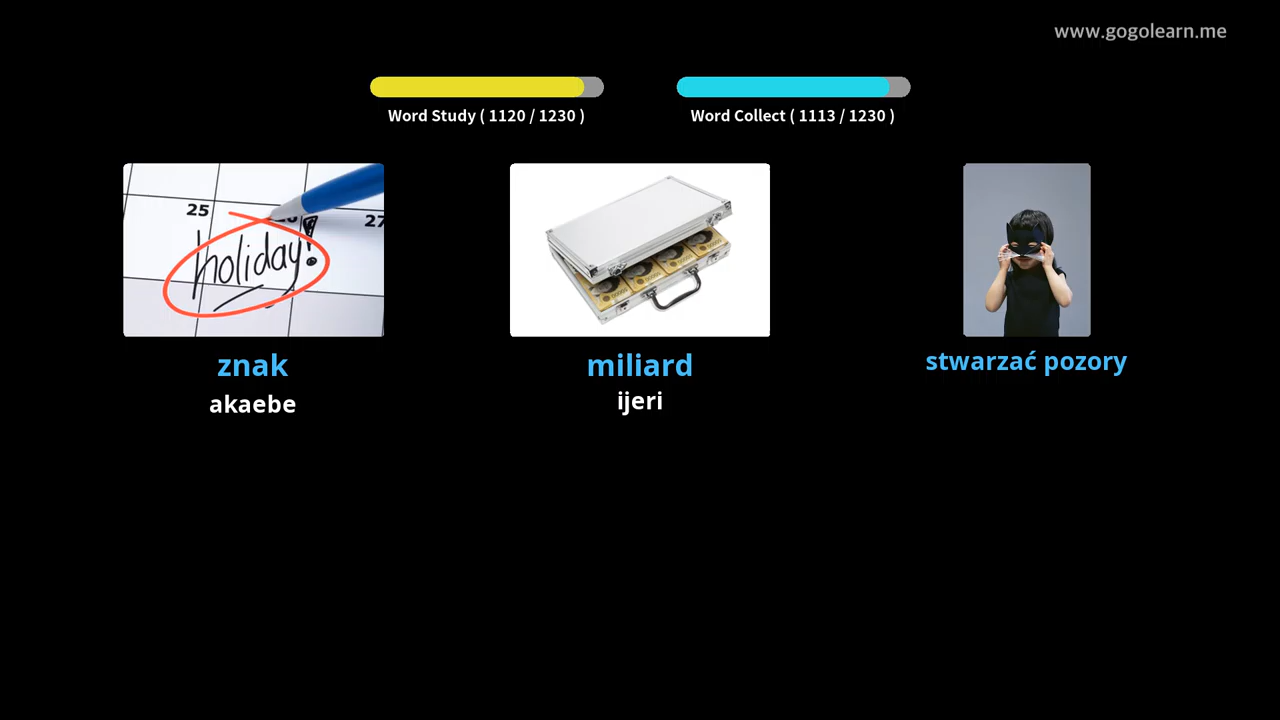 www.gogolearn.me
Word Study ( 1120 / 1230 )
Word Collect ( 1113 / 1230 )
25
27
holiday!
znak
miliard
stwarzać pozory
akaebe
ijeri